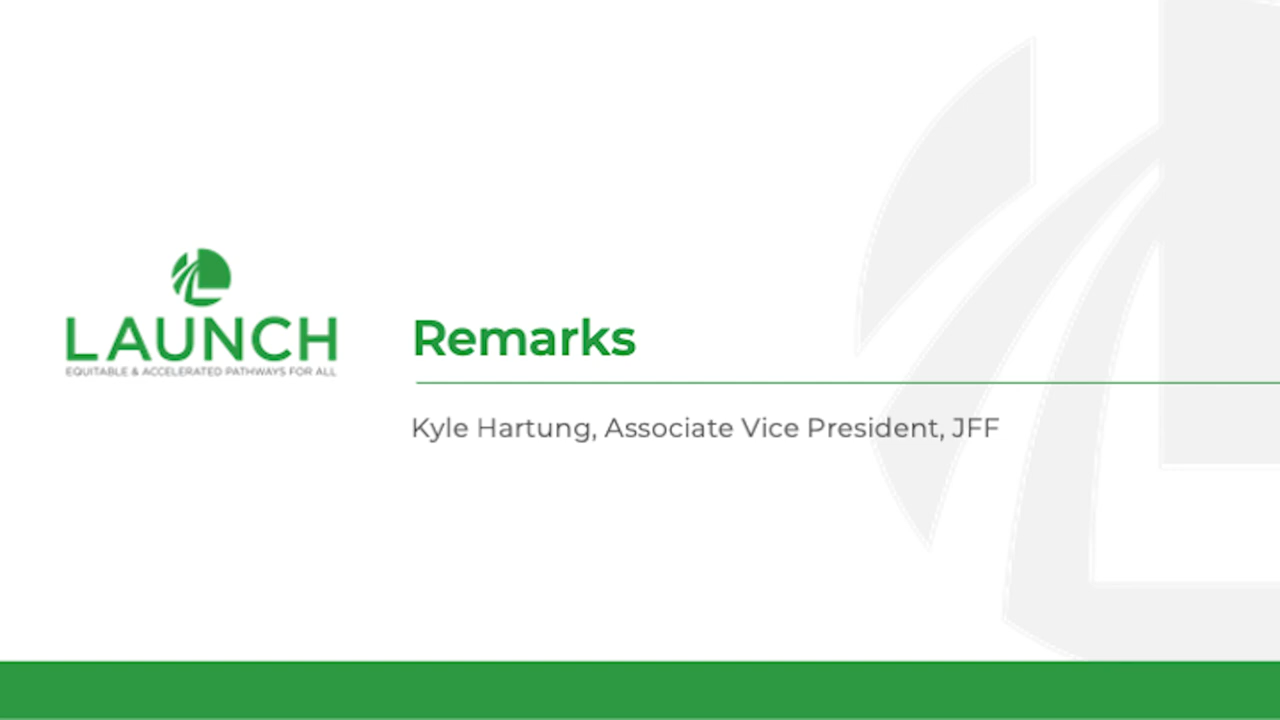 LAUNCH
EQUITABLE & ACCELERATED PATHWAYS FOR ALL
Remarks
Kyle Hartung, Associate Vice President, JFF